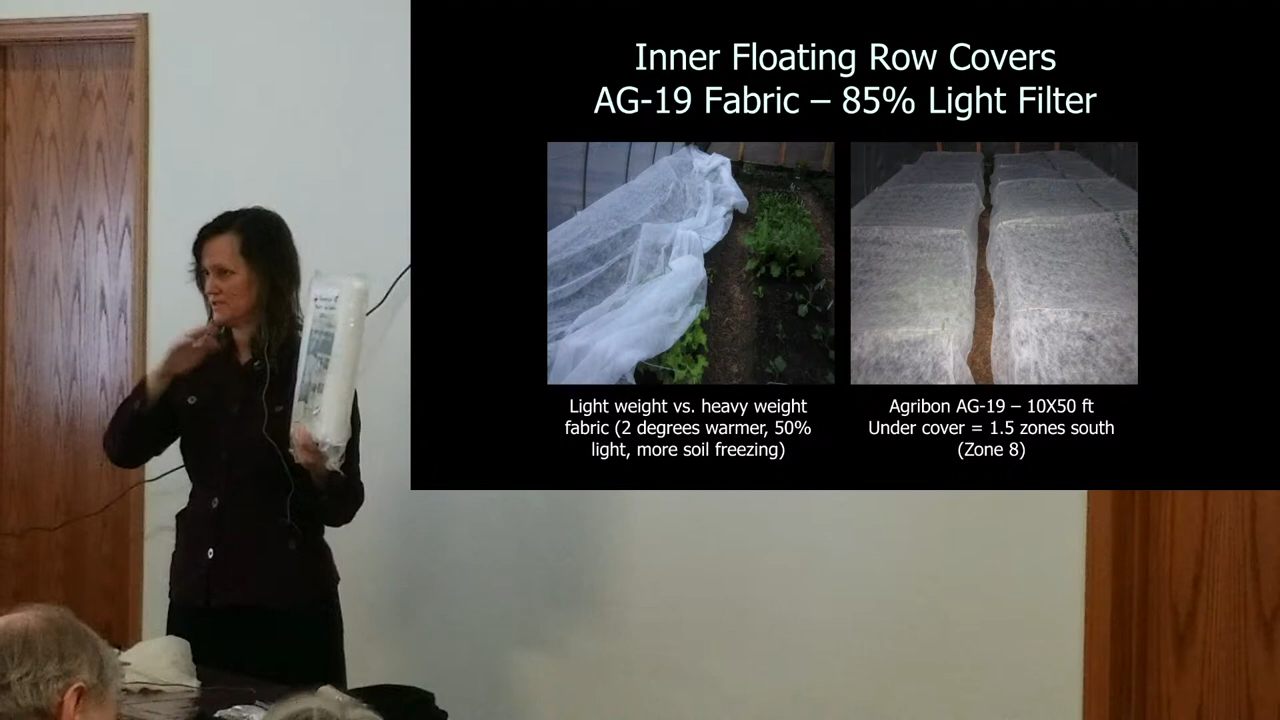 Inner Floating Row Covers
AG-19 Fabric – 85% Light Filter
Light weight vs. heavy weight
fabric (2 degrees warmer, 50%
light, more soil freezing)
Agribon AG-19 – 10X50 ft
Under cover = 1.5 zones south
(Zone 8)